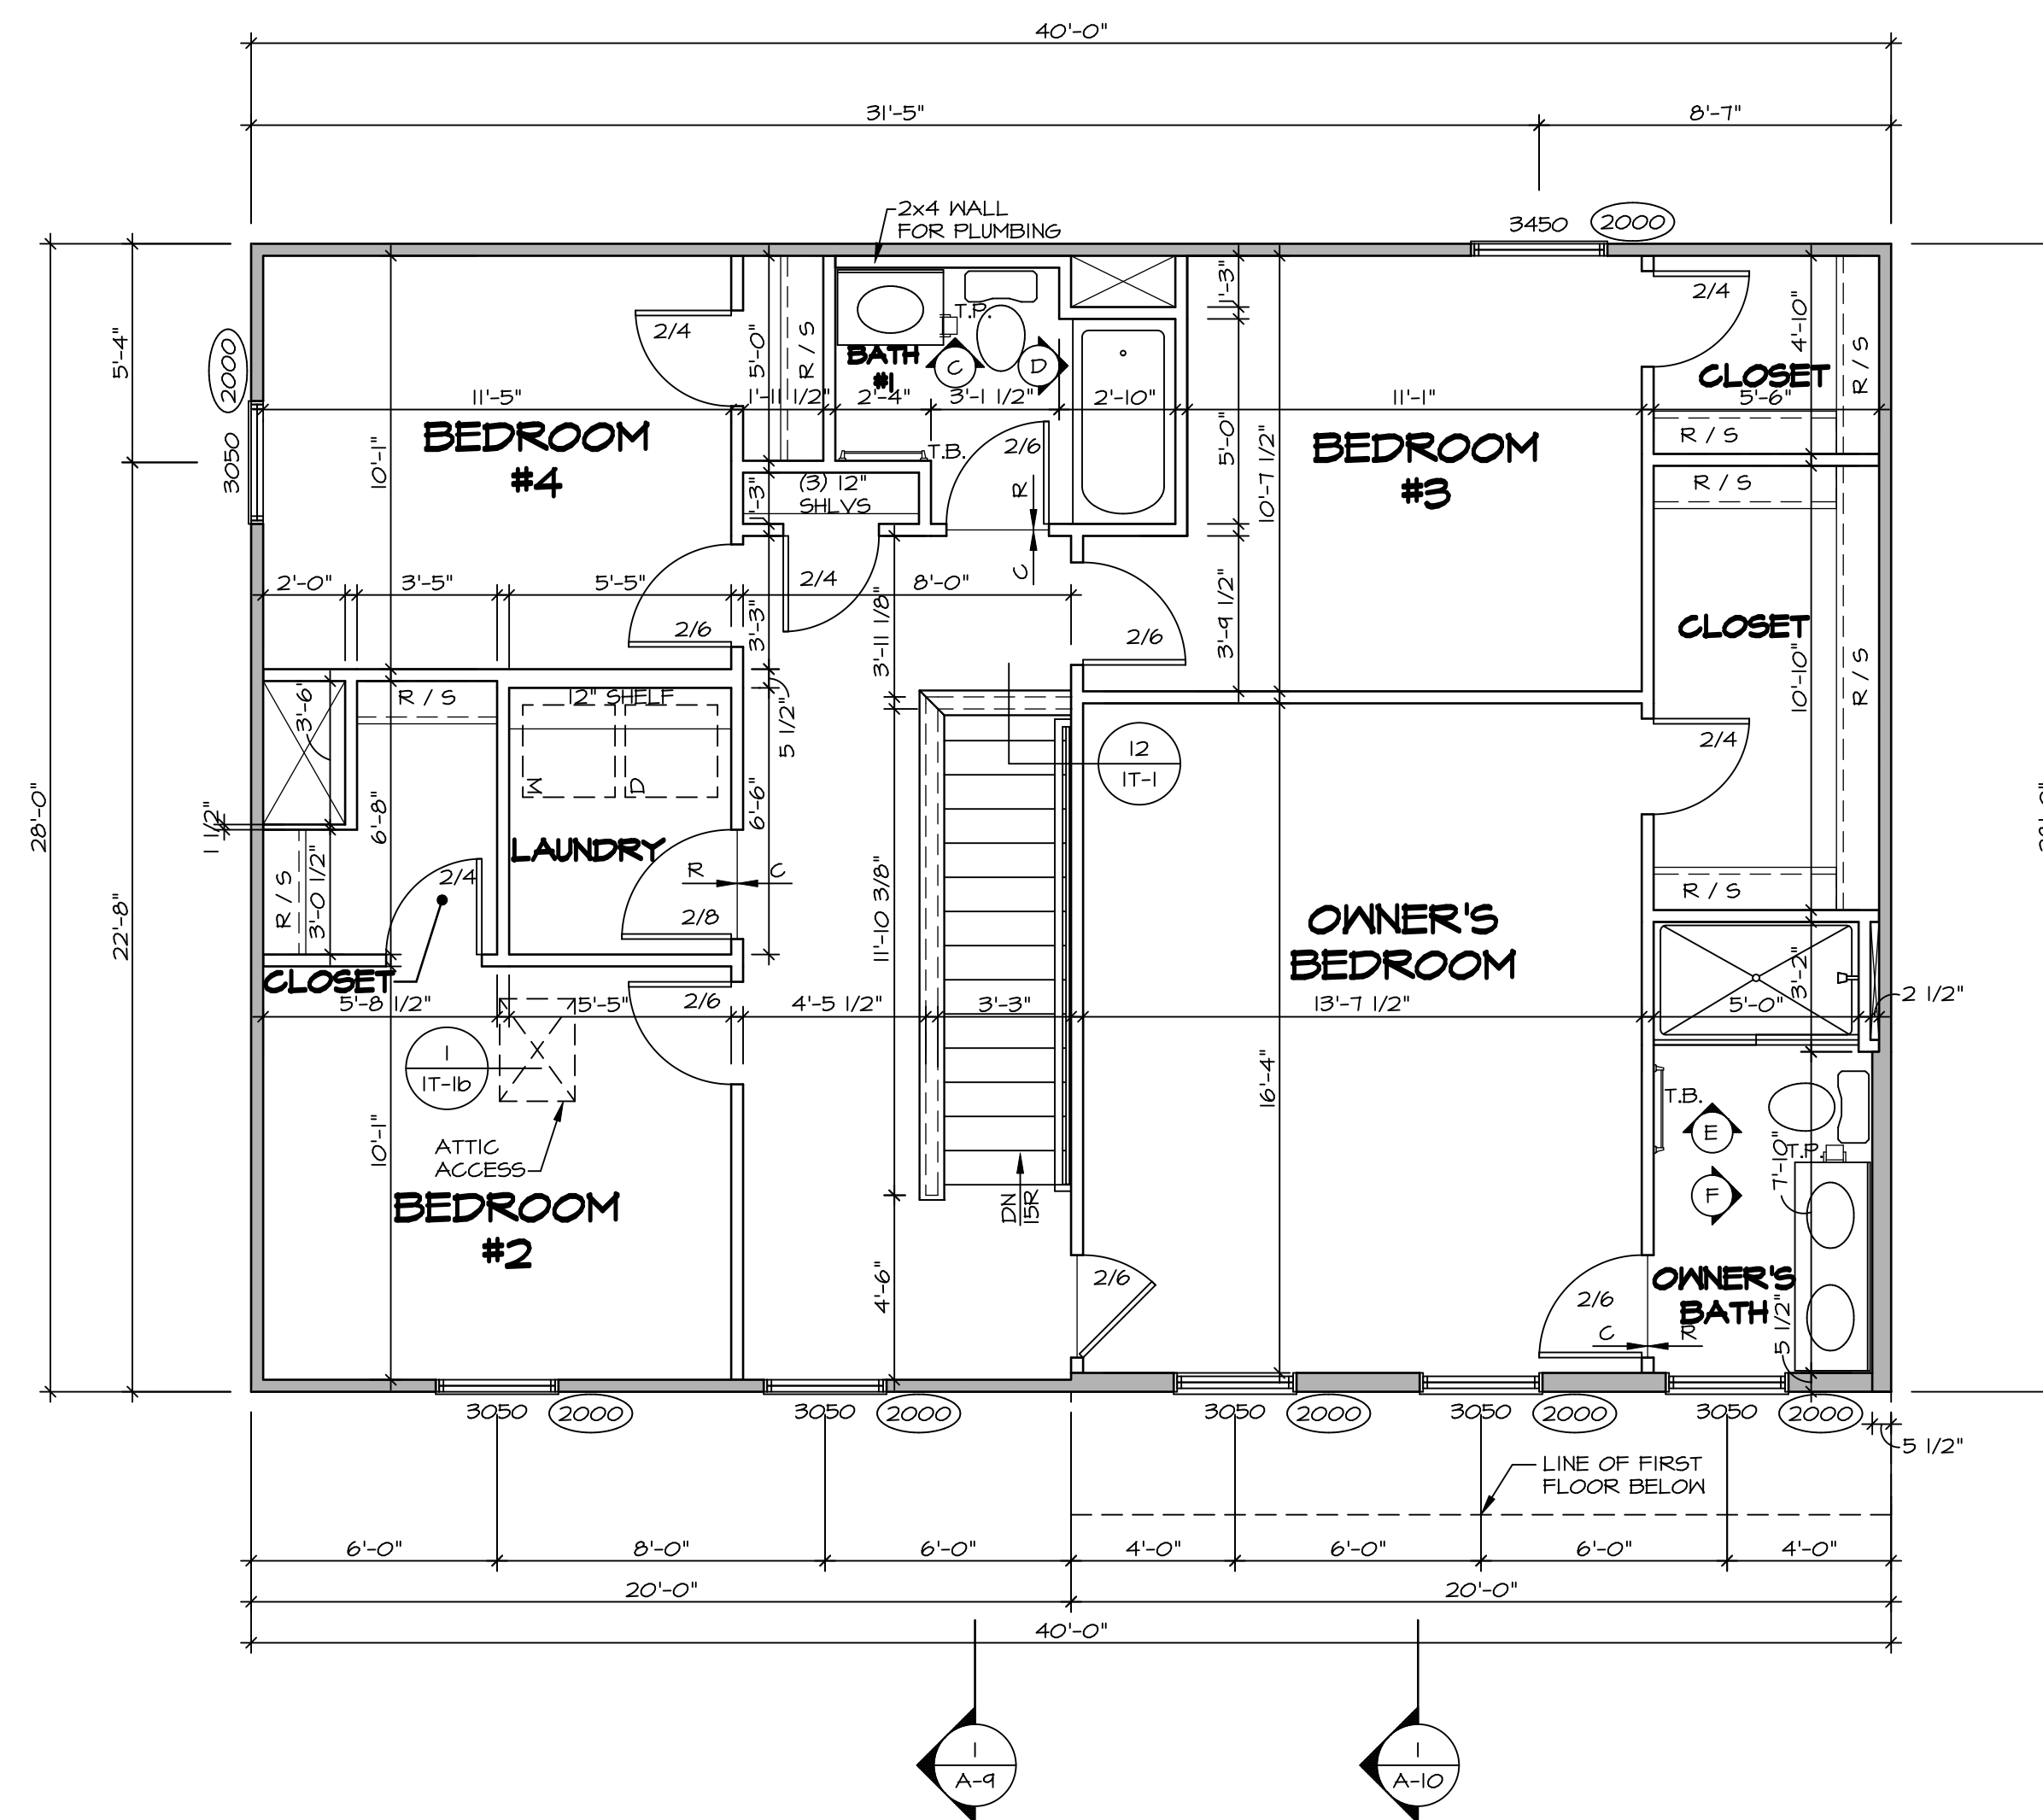 40'-0"
31'-5"
8'-7"
2x4 WALL
FOR PLUMBING
3450
2000
5'-4"
2000
3050
28'-0"
22'-8"
2/4
5'-0"
R / S
T.P.
BATH
#1
C
D
1'-3"
2/4
4'-10"
R / S
CLOSET
11'-5"
1'-11 1/2"
2'-4"
3'-1 1/2"
2'-10"
11'-1"
5'-6"
BEDROOM
#4
10'-1"
T.B.
2/6
5'-0"
10'-7 1/2"
BEDROOM
#3
R / S
R / S
1'-3"
(3) 12"
SHLVS
R
C
2'-0"
3'-5"
5'-5"
2/4
8'-0"
2/6
3'-3"
3'-11 1/8"
2/6
3'-9 1/2"
CLOSET
10'-10"
R / S
3'-6"
R / S
12" SHELF
5 1/2"
W
D
12
1T-1
2/4
1 1/2"
6'-8"
6'-6"
LAUNDRY
R / S
3'-0 1/2"
2/4
R
C
2/8
11'-10 3/8"
R / S
OWNER'S
BEDROOM
CLOSET
5'-8 1/2"
5'-5"
2/6
4'-5 1/2"
3'-3"
13'-7 1/2"
5'-0"
3'-2"
2 1/2"
1
1T-1b
16'-4"
ATTIC
ACCESS
10'-1"
T.B.
E
T.P.
7'-10"
F
BEDROOM
#2
DN
15R
4'-6"
2/6
2/6
C
R
OWNER'S
BATH
5 1/2"
3050
2000
3050
2000
3050
2000
3050
2000
3050
2000
5 1/2"
LINE OF FIRST
FLOOR BELOW
6'-0"
8'-0"
6'-0"
4'-0"
6'-0"
6'-0"
4'-0"
20'-0"
20'-0"
40'-0"
1
A-9
1
A-10